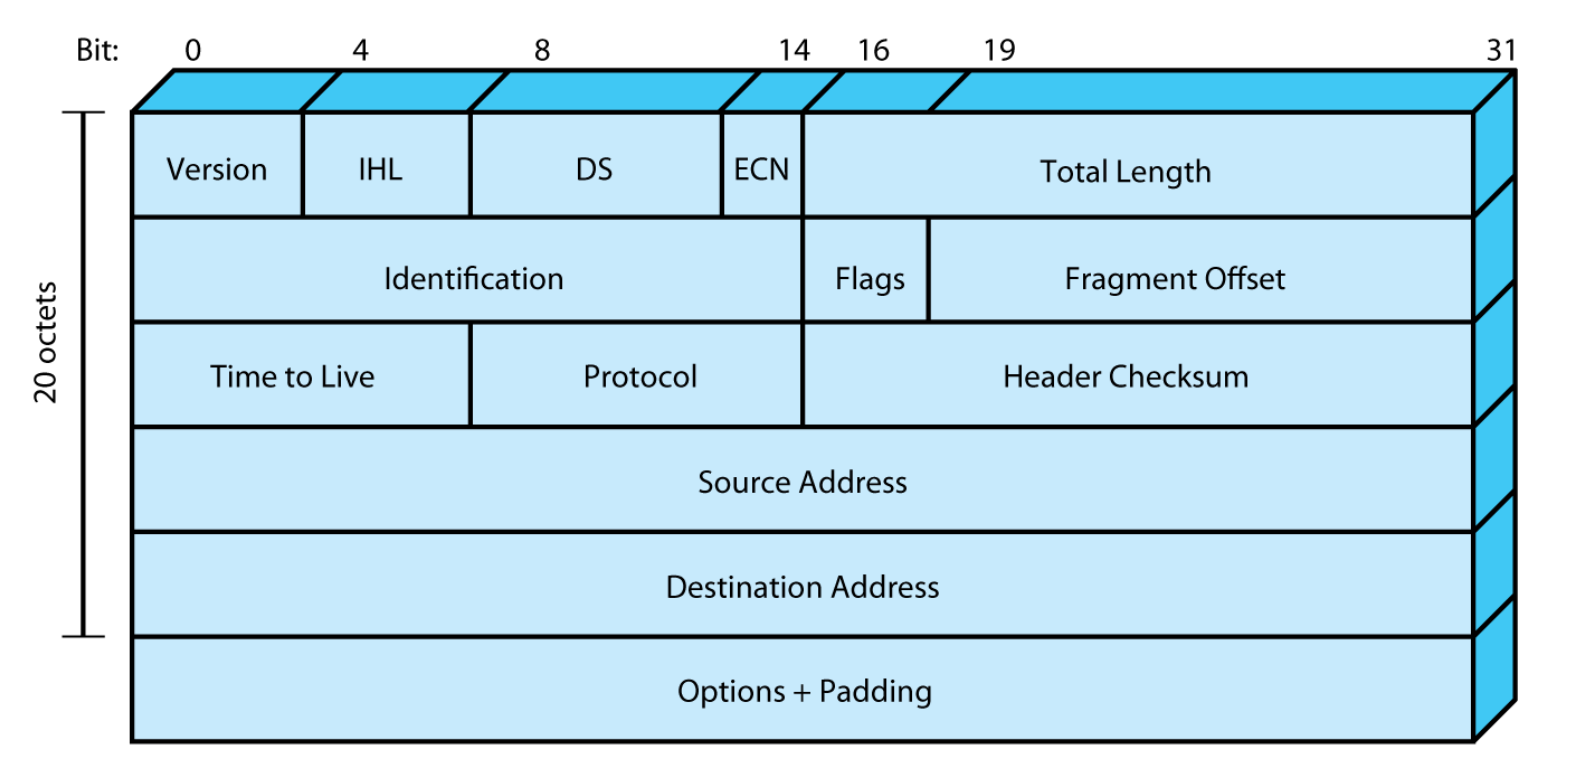 Bit: 0 4 8 14 16 19 31
Version IHL DS ECN Total Length
Identification Flags Fragment Offset
20 octets
Time to Live Protocol Header Checksum
Source Address
Destination Address
Options + Padding